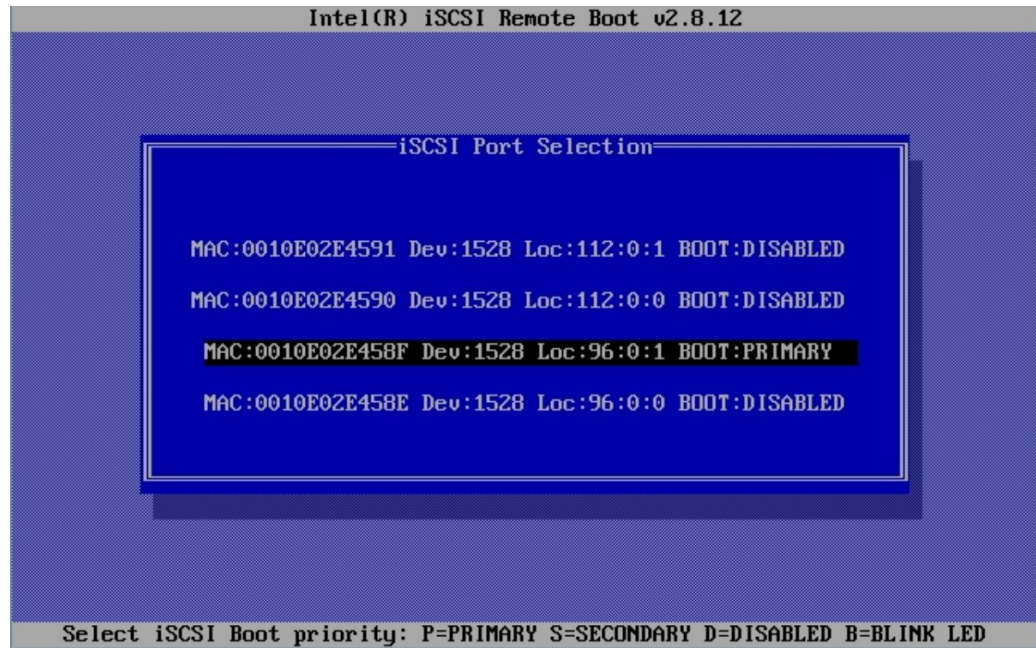 Intel(R) iSCSI Remote Boot v2.8.12
iSCSI Port Selection
MAC:0010E02E4591 Dev:1528 Loc:112:0:1 BOOT:DISABLED
MAC:0010E02E4590 Dev:1528 Loc:112:0:0 BOOT:DISABLED
MAC:0010E02E458F Dev:1528 Loc:96:0:1 BOOT:PRIMARY
MAC:0010E02E458E Dev:1528 Loc:96:0:0 BOOT:DISABLED
Select iSCSI Boot priority: P=PRIMARY S=SECONDARY D=DISABLED B=BLINK LED